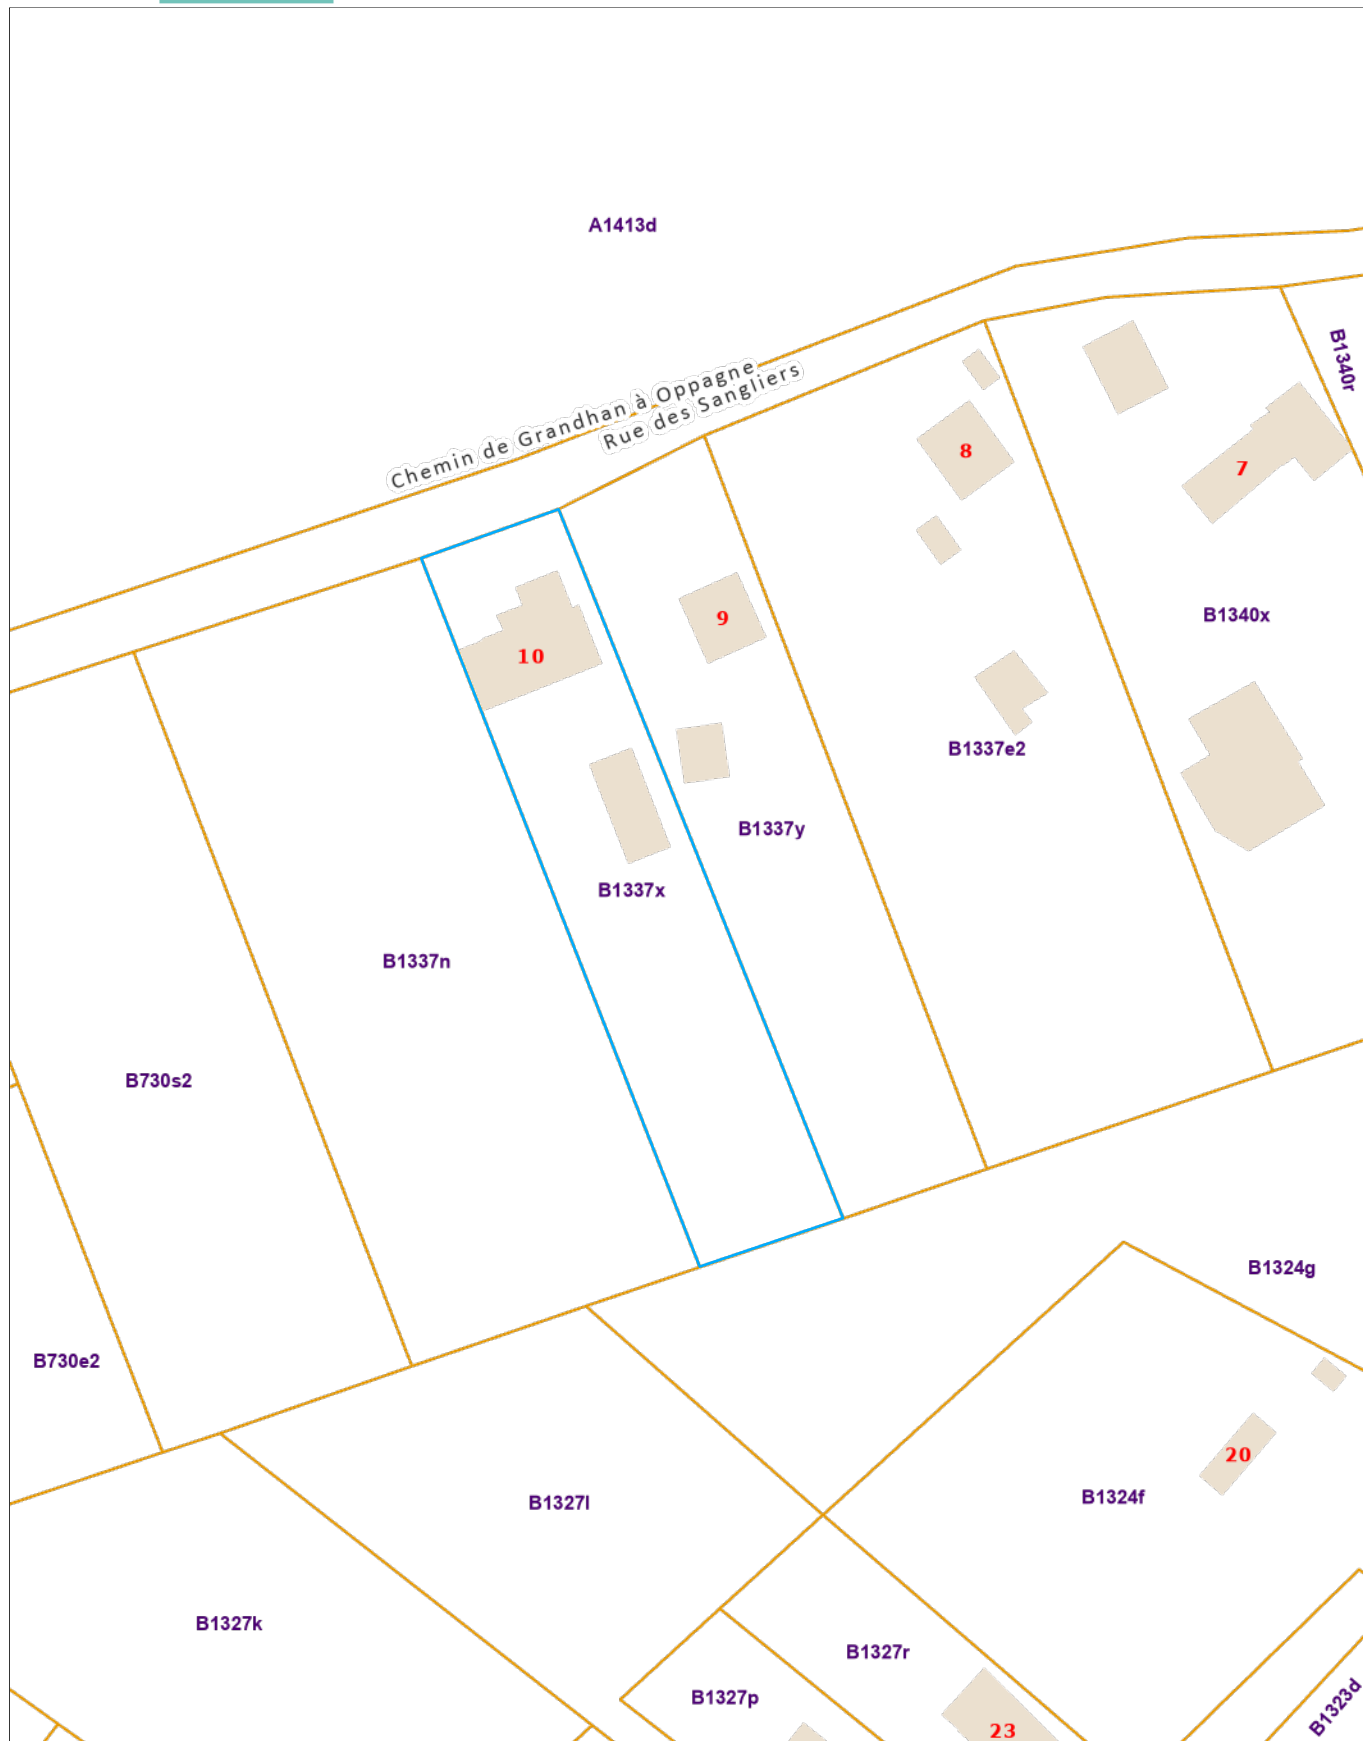 A1413d
Chemin de Grandhan à Oppagne
Rue des Sangliers
B1340r
8
7
9
10
B1340x
B1337e2
B1337y
B1337x
B1337n
B730s2
B1324g
B730e2
20
B1324f
B1327l
B1327k
B1327r
B1327p
B1323d
23